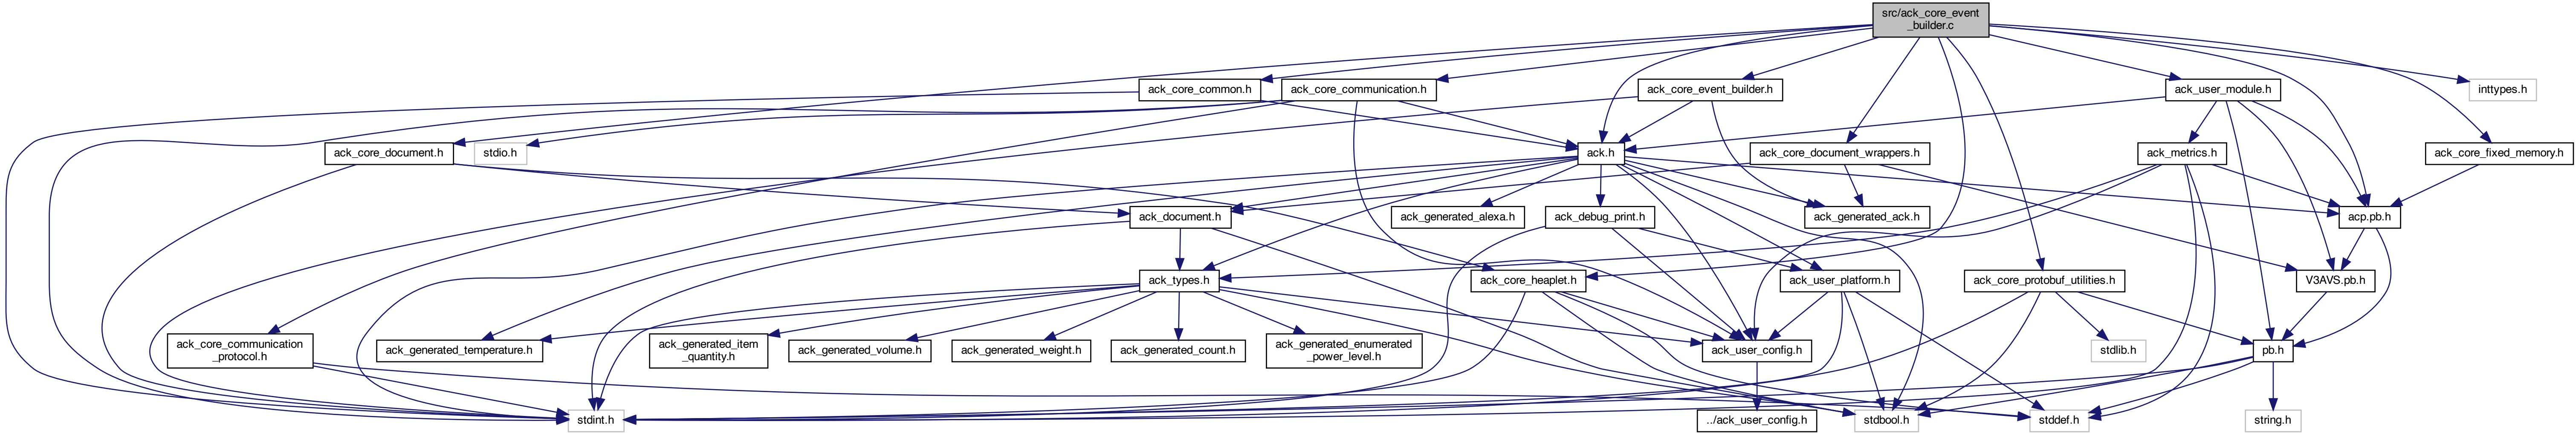 src/ack_core_event
_builder.c
ack_core_common.h
ack_core_communication.h
ack_core_event_builder.h
ack_user_module.h
inttypes.h
ack_core_document.h
stdio.h
ack.h
ack_core_document_wrappers.h
ack_metrics.h
ack_core_fixed_memory.h
ack_document.h
ack_generated_alexa.h
ack_debug_print.h
ack_generated_ack.h
acp.pb.h
ack_types.h
ack_core_heaplet.h
ack_user_platform.h
ack_core_protobuf_utilities.h
V3AVS.pb.h
ack_core_communication
_protocol.h
ack_generated_temperature.h
ack_generated_item
_quantity.h
ack_generated_volume.h
ack_generated_weight.h
ack_generated_count.h
ack_generated_enumerated
_power_level.h
ack_user_config.h
stdlib.h
pb.h
stdint.h
../ack_user_config.h
stdbool.h
stddef.h
string.h